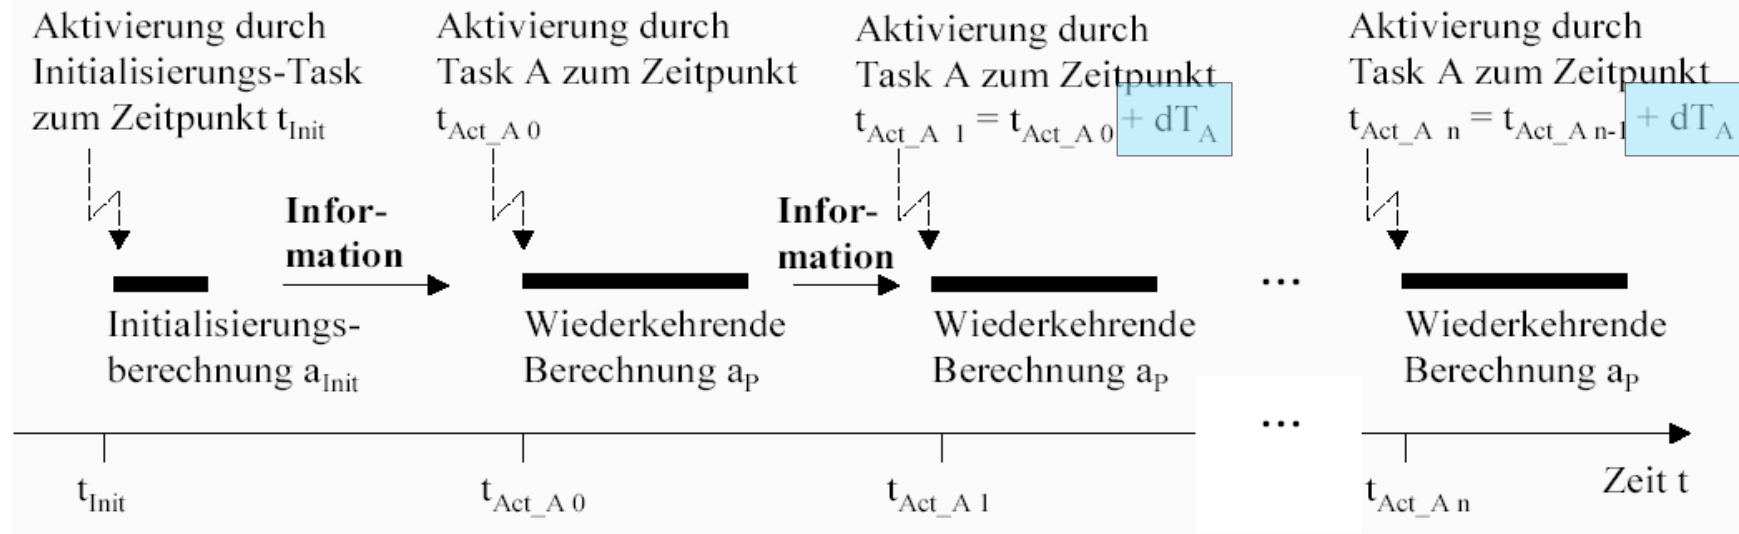 Aktivierung durch
Initialisierungs-Task
zum Zeitpunkt tInit
Aktivierung durch
Task A zum Zeitpunkt
tAct_A 0
Aktivierung durch
Task A zum Zeitpunkt
tAct_A 1 = tAct_A 0 + dTA
Aktivierung durch
Task A zum Zeitpunkt
tAct_A n = tAct_A n-1 + dTA
Infor-
mation
Infor-
mation
...
Initialisierungs-
berechnung aInit
Wiederkehrende
Berechnung aP
Wiederkehrende
Berechnung aP
Wiederkehrende
Berechnung aP
...
tInit
tAct_A 0
tAct_A 1
tAct_A n
Zeit t